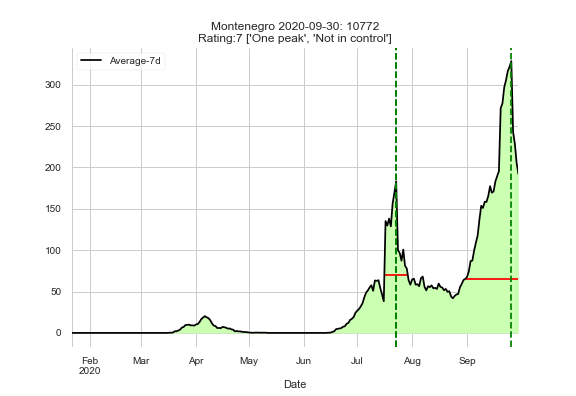 Montenegro 2020-09-30: 10772
Rating:7 ['One peak', 'Not in control']
Average-7d
300
250
200
150
100
50
0
Feb
2020
Mar
Apr
May
Jun
Jul
Aug
Sep
Date